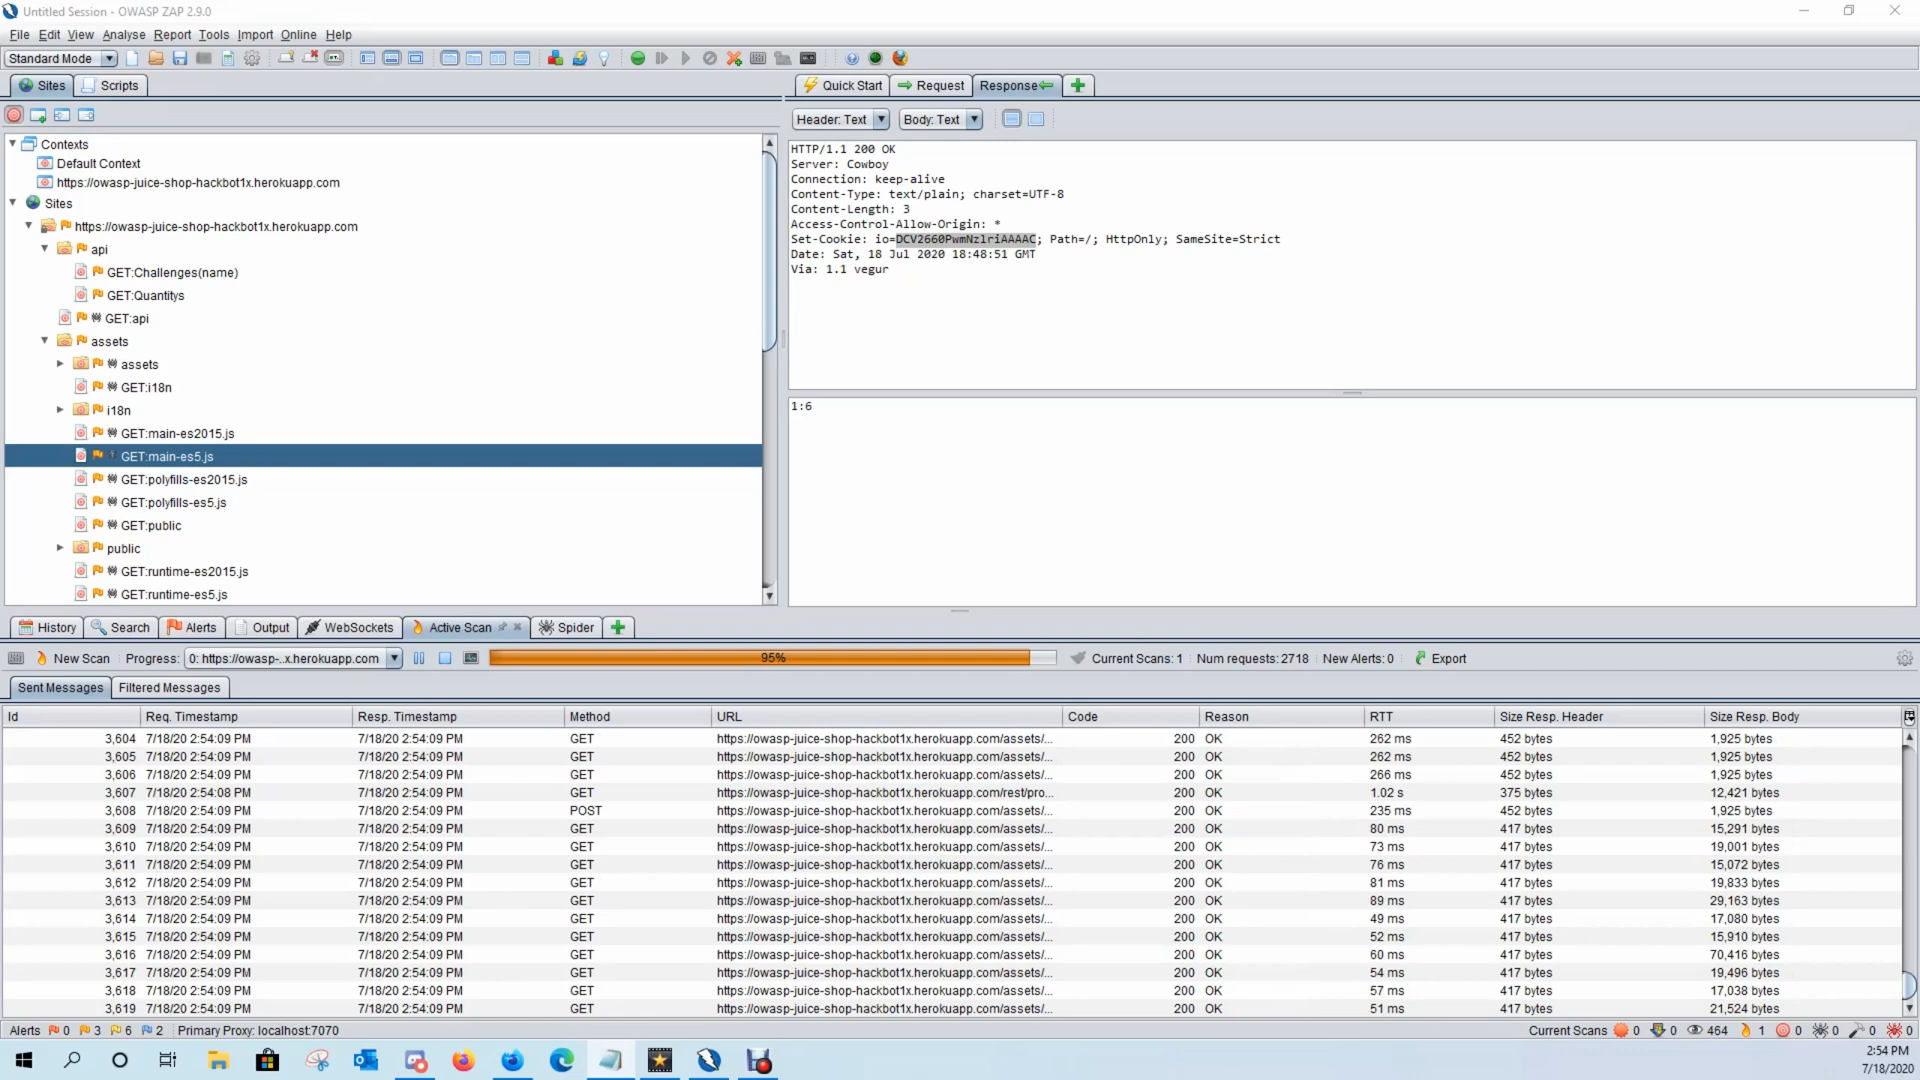 Untitled Session - OWASP ZAP 2.9.0
File Edit View Analyse Report Tools Import Online Help
Standard Mode
Sites Scripts
Quick Start Request Response
Header: Text Body: Text
Contexts
Default Context
https://owasp-juice-shop-hackbot1x.herokuapp.com
Sites
https://owasp-juice-shop-hackbot1x.herokuapp.com
api
GET:Challenges(name)
GET:Quantitys
GET:api
assets
assets
GET:i18n
i18n
GET:main-es2015.js
GET:main-es5.js
GET:polyfills-es2015.js
GET:polyfills-es5.js
GET:public
public
GET:runtime-es2015.js
GET:runtime-es5.js
HTTP/1.1 200 OK
Server: Cowboy
Connection: keep-alive
Content-Type: text/plain; charset=UTF-8
Content-Length: 3
Access-Control-Allow-Origin: *
Set-Cookie: io=DCV2660PwmNzlriAAAAC; Path=/; HttpOnly; SameSite=Strict
Date: Sat, 18 Jul 2020 18:48:51 GMT
Via: 1.1 vegur
1:6
History Search Alerts Output WebSockets Active Scan Spider
New Scan Progress: 0: https://owasp-..x.herokuapp.com 95% Current Scans: 1 Num requests: 2718 New Alerts: 0 Export
Sent Messages Filtered Messages
Id Req. Timestamp Resp. Timestamp Method URL Code Reason RTT Size Resp. Header Size Resp. Body
3,604 7/18/20 2:54:09 PM 7/18/20 2:54:09 PM GET https://owasp-juice-shop-hackbot1x.herokuapp.com/assets/... 200 OK 262 ms 452 bytes 1,925 bytes
3,605 7/18/20 2:54:09 PM 7/18/20 2:54:09 PM GET https://owasp-juice-shop-hackbot1x.herokuapp.com/assets/... 200 OK 262 ms 452 bytes 1,925 bytes
3,606 7/18/20 2:54:09 PM 7/18/20 2:54:09 PM GET https://owasp-juice-shop-hackbot1x.herokuapp.com/assets/... 200 OK 266 ms 452 bytes 1,925 bytes
3,607 7/18/20 2:54:08 PM 7/18/20 2:54:09 PM GET https://owasp-juice-shop-hackbot1x.herokuapp.com/rest/pro... 200 OK 1.02 s 375 bytes 12,421 bytes
3,608 7/18/20 2:54:09 PM 7/18/20 2:54:09 PM POST https://owasp-juice-shop-hackbot1x.herokuapp.com/assets/... 200 OK 235 ms 452 bytes 1,925 bytes
3,609 7/18/20 2:54:09 PM 7/18/20 2:54:09 PM GET https://owasp-juice-shop-hackbot1x.herokuapp.com/assets/... 200 OK 80 ms 417 bytes 15,291 bytes
3,610 7/18/20 2:54:09 PM 7/18/20 2:54:09 PM GET https://owasp-juice-shop-hackbot1x.herokuapp.com/assets/... 200 OK 73 ms 417 bytes 19,001 bytes
3,611 7/18/20 2:54:09 PM 7/18/20 2:54:09 PM GET https://owasp-juice-shop-hackbot1x.herokuapp.com/assets/... 200 OK 76 ms 417 bytes 15,072 bytes
3,612 7/18/20 2:54:09 PM 7/18/20 2:54:09 PM GET https://owasp-juice-shop-hackbot1x.herokuapp.com/assets/... 200 OK 81 ms 417 bytes 19,833 bytes
3,613 7/18/20 2:54:09 PM 7/18/20 2:54:09 PM GET https://owasp-juice-shop-hackbot1x.herokuapp.com/assets/... 200 OK 89 ms 417 bytes 29,163 bytes
3,614 7/18/20 2:54:09 PM 7/18/20 2:54:09 PM GET https://owasp-juice-shop-hackbot1x.herokuapp.com/assets/... 200 OK 49 ms 417 bytes 17,080 bytes
3,615 7/18/20 2:54:09 PM 7/18/20 2:54:09 PM GET https://owasp-juice-shop-hackbot1x.herokuapp.com/assets/... 200 OK 52 ms 417 bytes 15,910 bytes
3,616 7/18/20 2:54:09 PM 7/18/20 2:54:09 PM GET https://owasp-juice-shop-hackbot1x.herokuapp.com/assets/... 200 OK 60 ms 417 bytes 70,416 bytes
3,617 7/18/20 2:54:09 PM 7/18/20 2:54:09 PM GET https://owasp-juice-shop-hackbot1x.herokuapp.com/assets/... 200 OK 54 ms 417 bytes 19,496 bytes
3,618 7/18/20 2:54:09 PM 7/18/20 2:54:09 PM GET https://owasp-juice-shop-hackbot1x.herokuapp.com/assets/... 200 OK 57 ms 417 bytes 17,038 bytes
3,619 7/18/20 2:54:09 PM 7/18/20 2:54:09 PM GET https://owasp-juice-shop-hackbot1x.herokuapp.com/assets/... 200 OK 51 ms 417 bytes 21,524 bytes
Alerts 0 3 6 2 Primary Proxy: localhost:7070 Current Scans 0 0 464 1 0 0 0 0
2:54 PM
7/18/2020